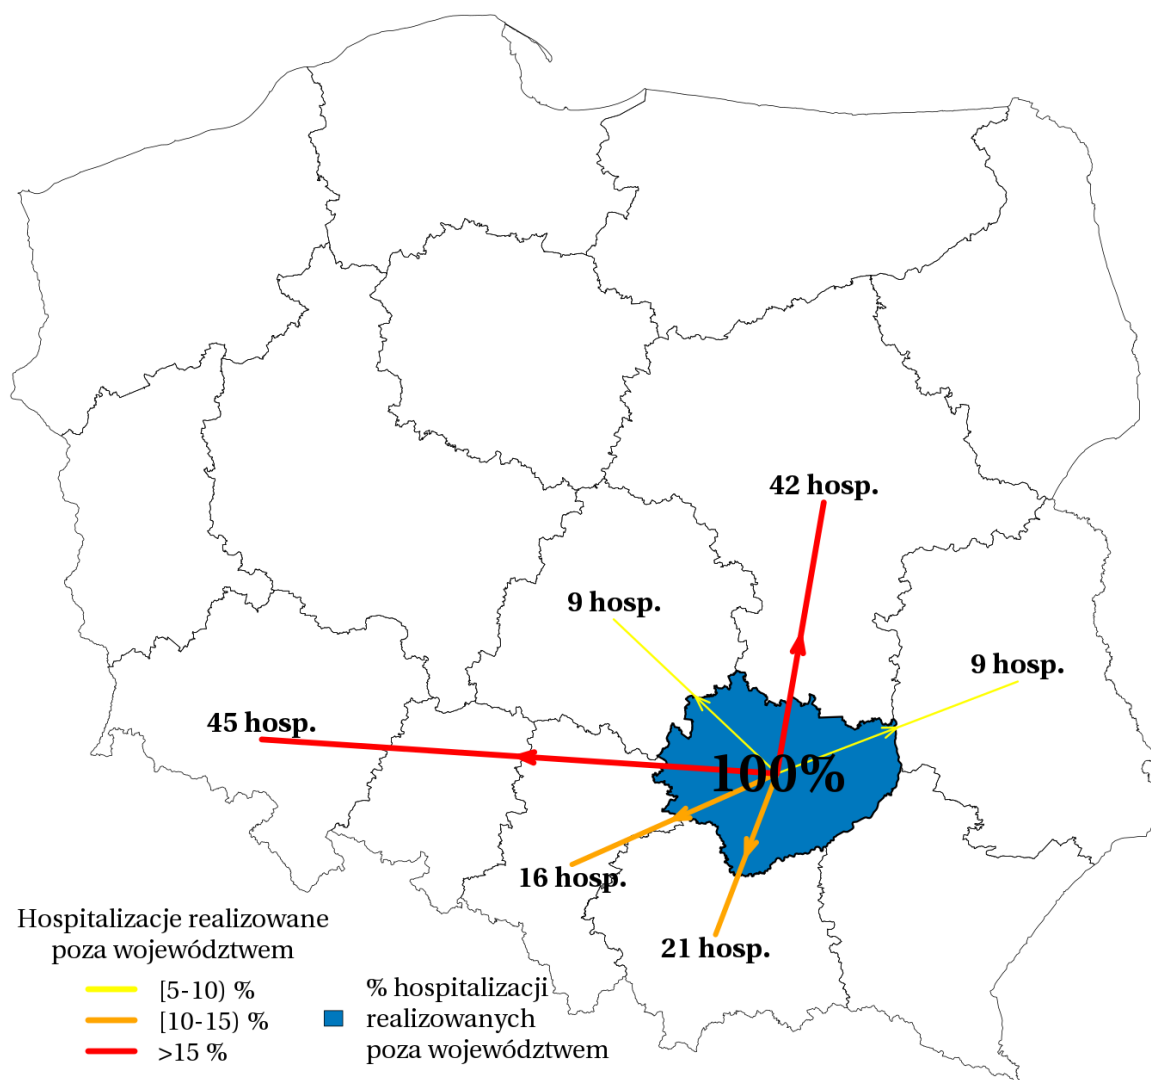 42 hosp.
9 hosp.
9 hosp.
45 hosp.
100%
16 hosp.
21 hosp.
Hospitalizacje realizowane
poza województwem
[5-10) %
[10-15) %
>15 %
% hospitalizacji
realizowanych
poza województwem